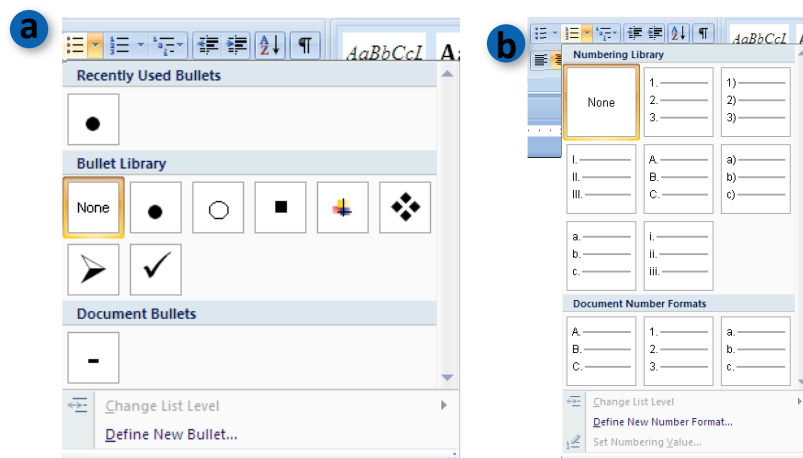 a
AaBbCcI
Recently Used Bullets
Bullet Library
None
Document Bullets
Change List Level
Define New Bullet...
b
AaBbCcI
Numbering Library
None
1.
2.
3.
1)
2)
3)
I.
II.
III.
A.
B.
C.
a)
b)
c)
a.
b.
c.
i.
ii.
iii.
Document Number Formats
A.
B.
C.
1.
2.
3.
a.
b.
c.
Change List Level
Define New Number Format...
Set Numbering Value...